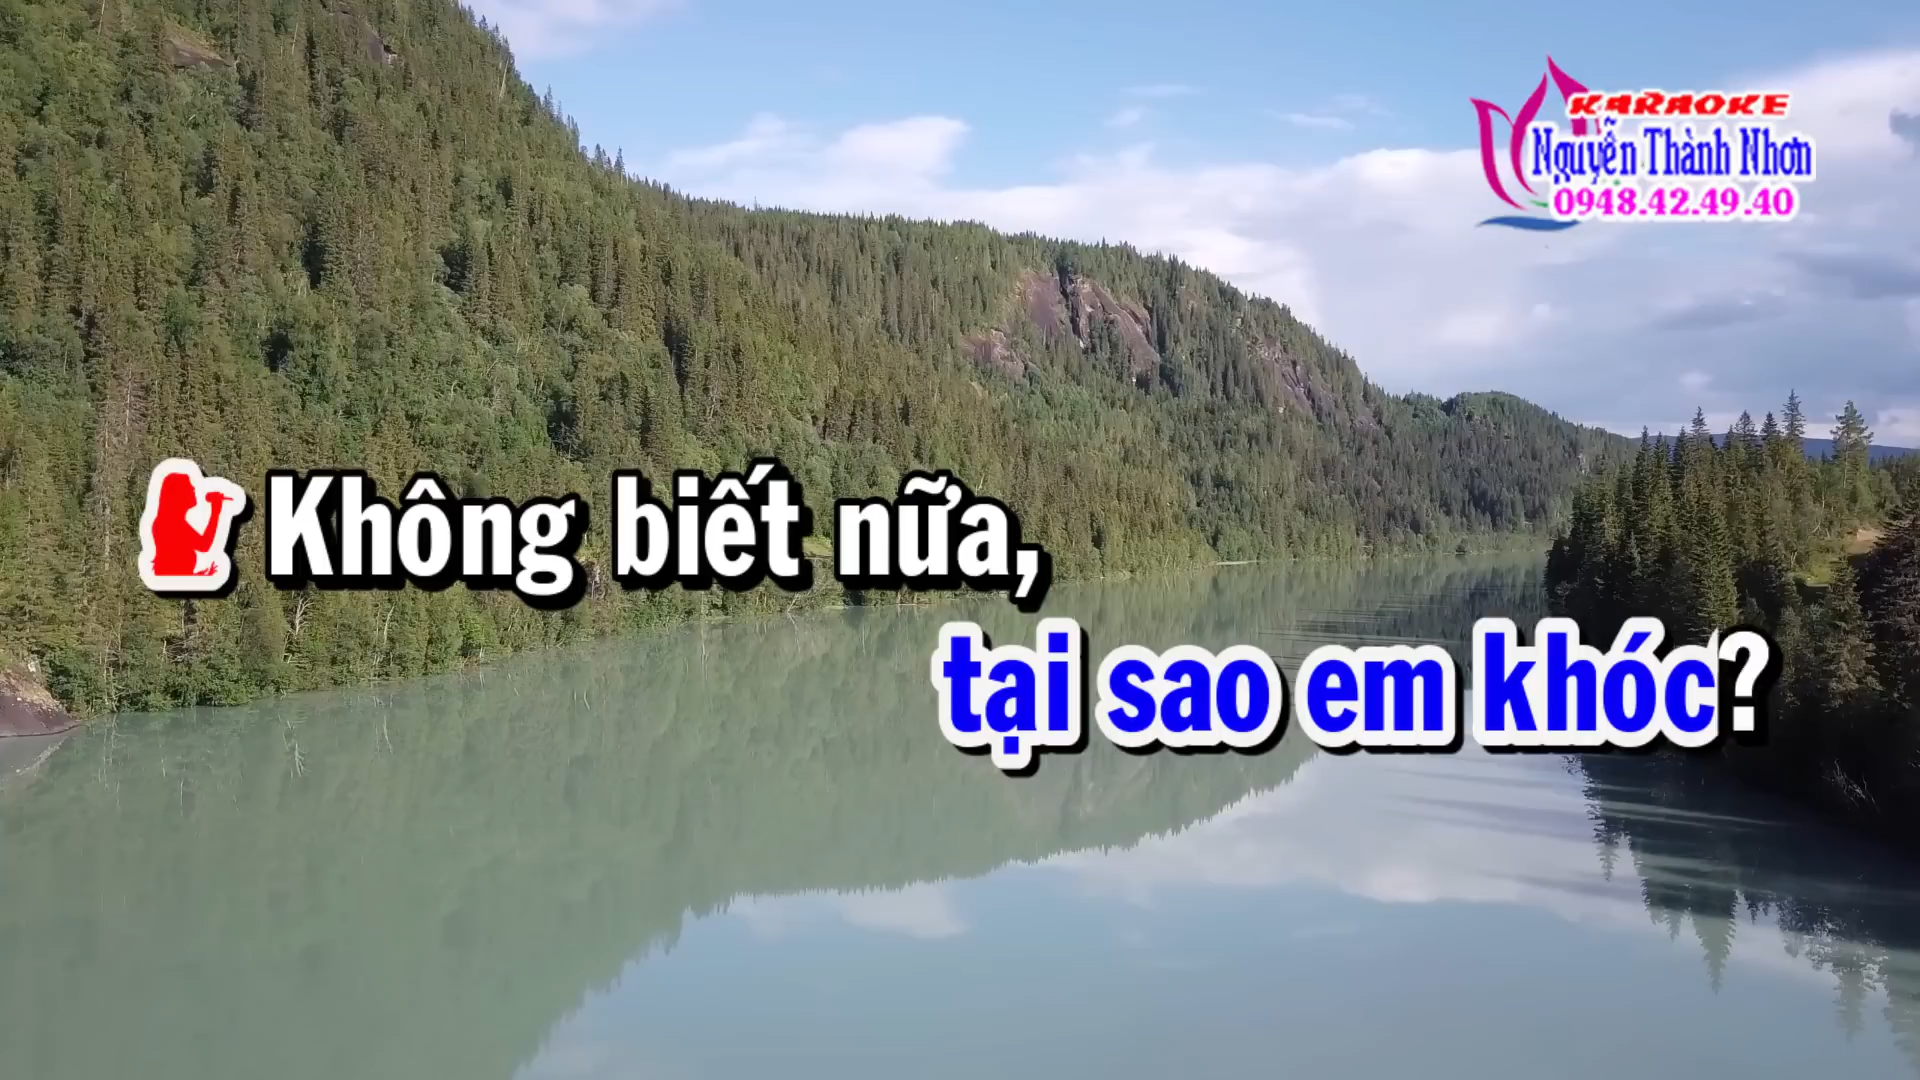 KARAOKE
Nguyễn Thành Nhơn
0948.42.49.40
Không biết nữa,
tại sao em khóc?